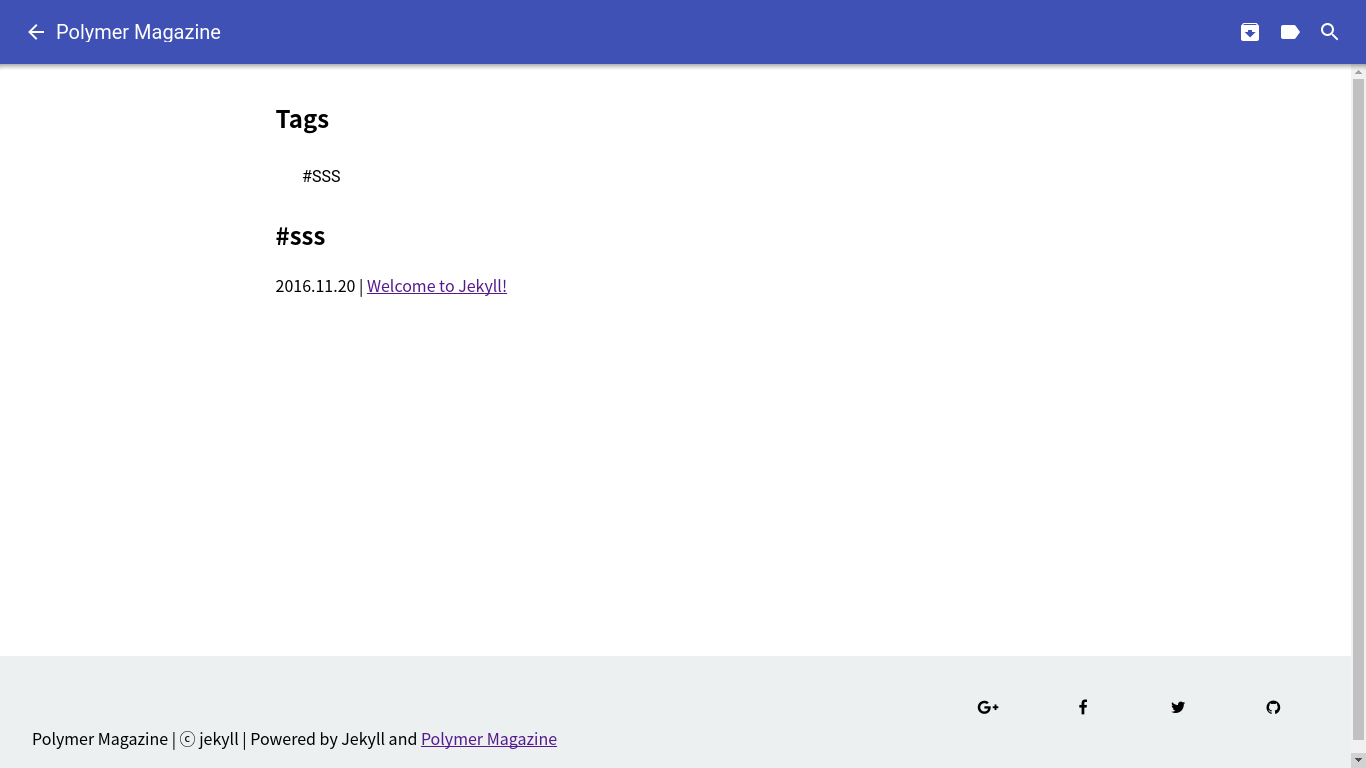 Polymer Magazine
Tags
#SSS
#sss
2016.11.20 | Welcome to Jekyll!
Polymer Magazine | ⓒ jekyll | Powered by Jekyll and Polymer Magazine